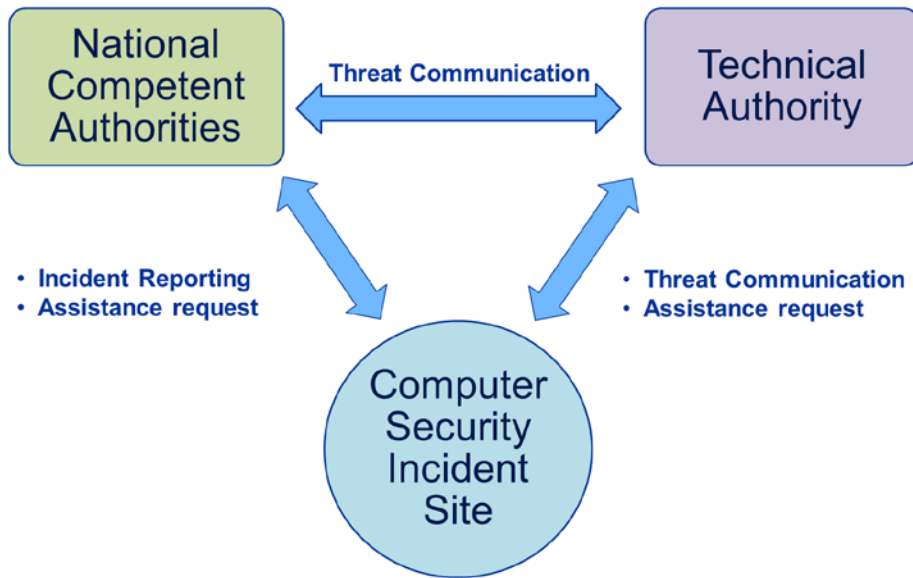 National
Competent
Authorities
Threat Communication
Technical
Authority
• Incident Reporting
• Assistance request
• Threat Communication
• Assistance request
Computer
Security
Incident
Site